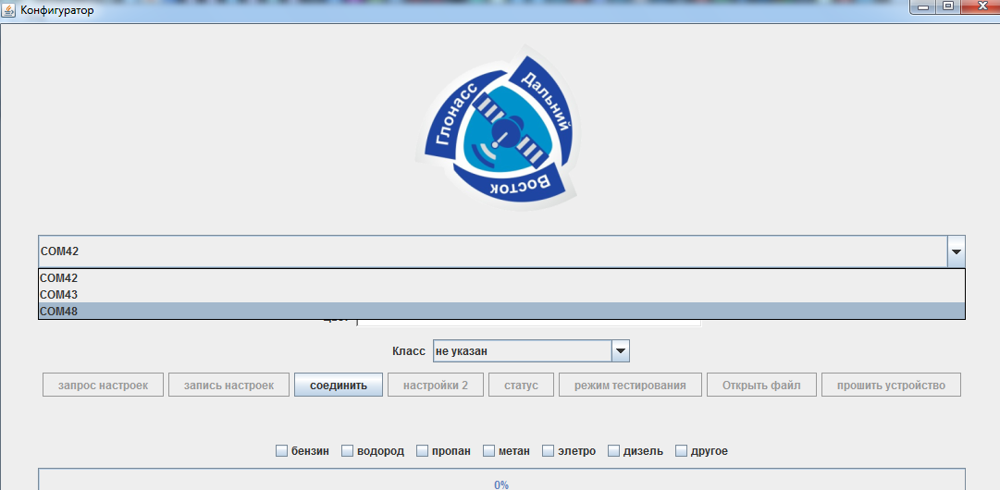 Конфигуратор
Глонасс
Дальний
Восток
COM42
COM42
COM43
COM48
Класс не указан
запрос настроек запись настроек соединить настройки 2 статус режим тестирования Открыть файл прошить устройство
бензин водород пропан метан элетро дизель другое
0%